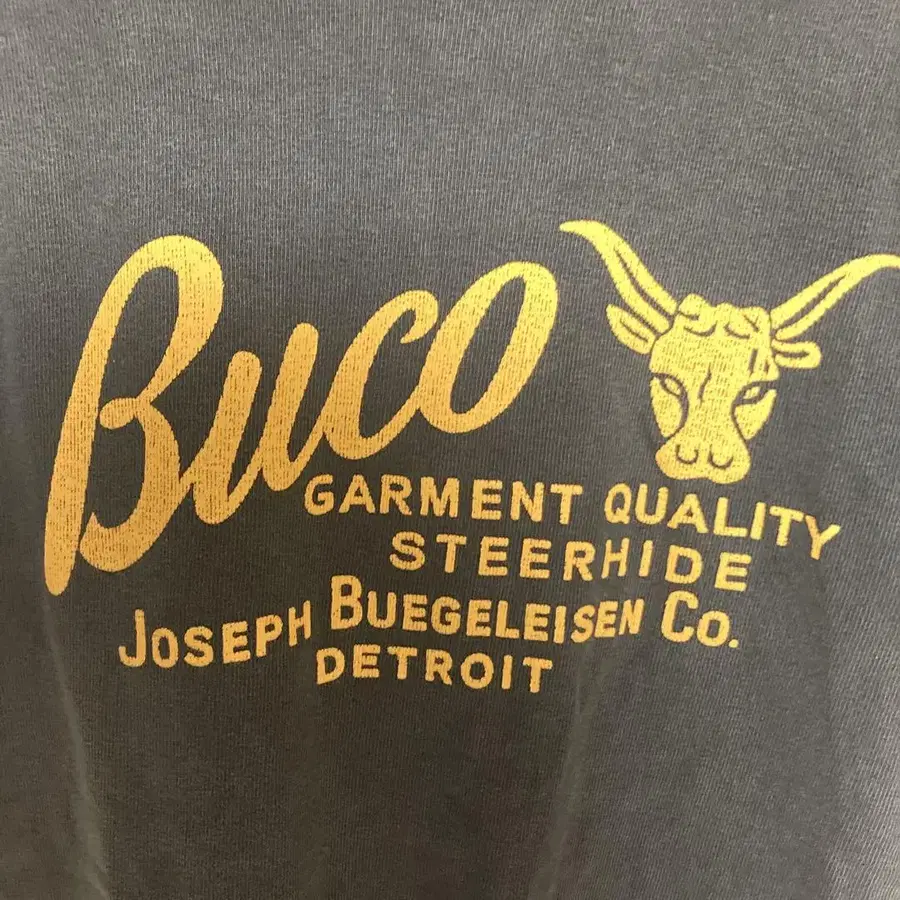 Buco
GARMENT QUALITY
STEERHIDE
JOSEPH BUEGELEISEN CO.
DETROIT